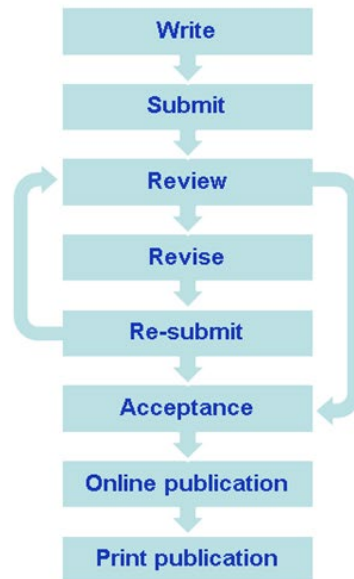 Write
Submit
Review
Revise
Re-submit
Acceptance
Online publication
Print publication